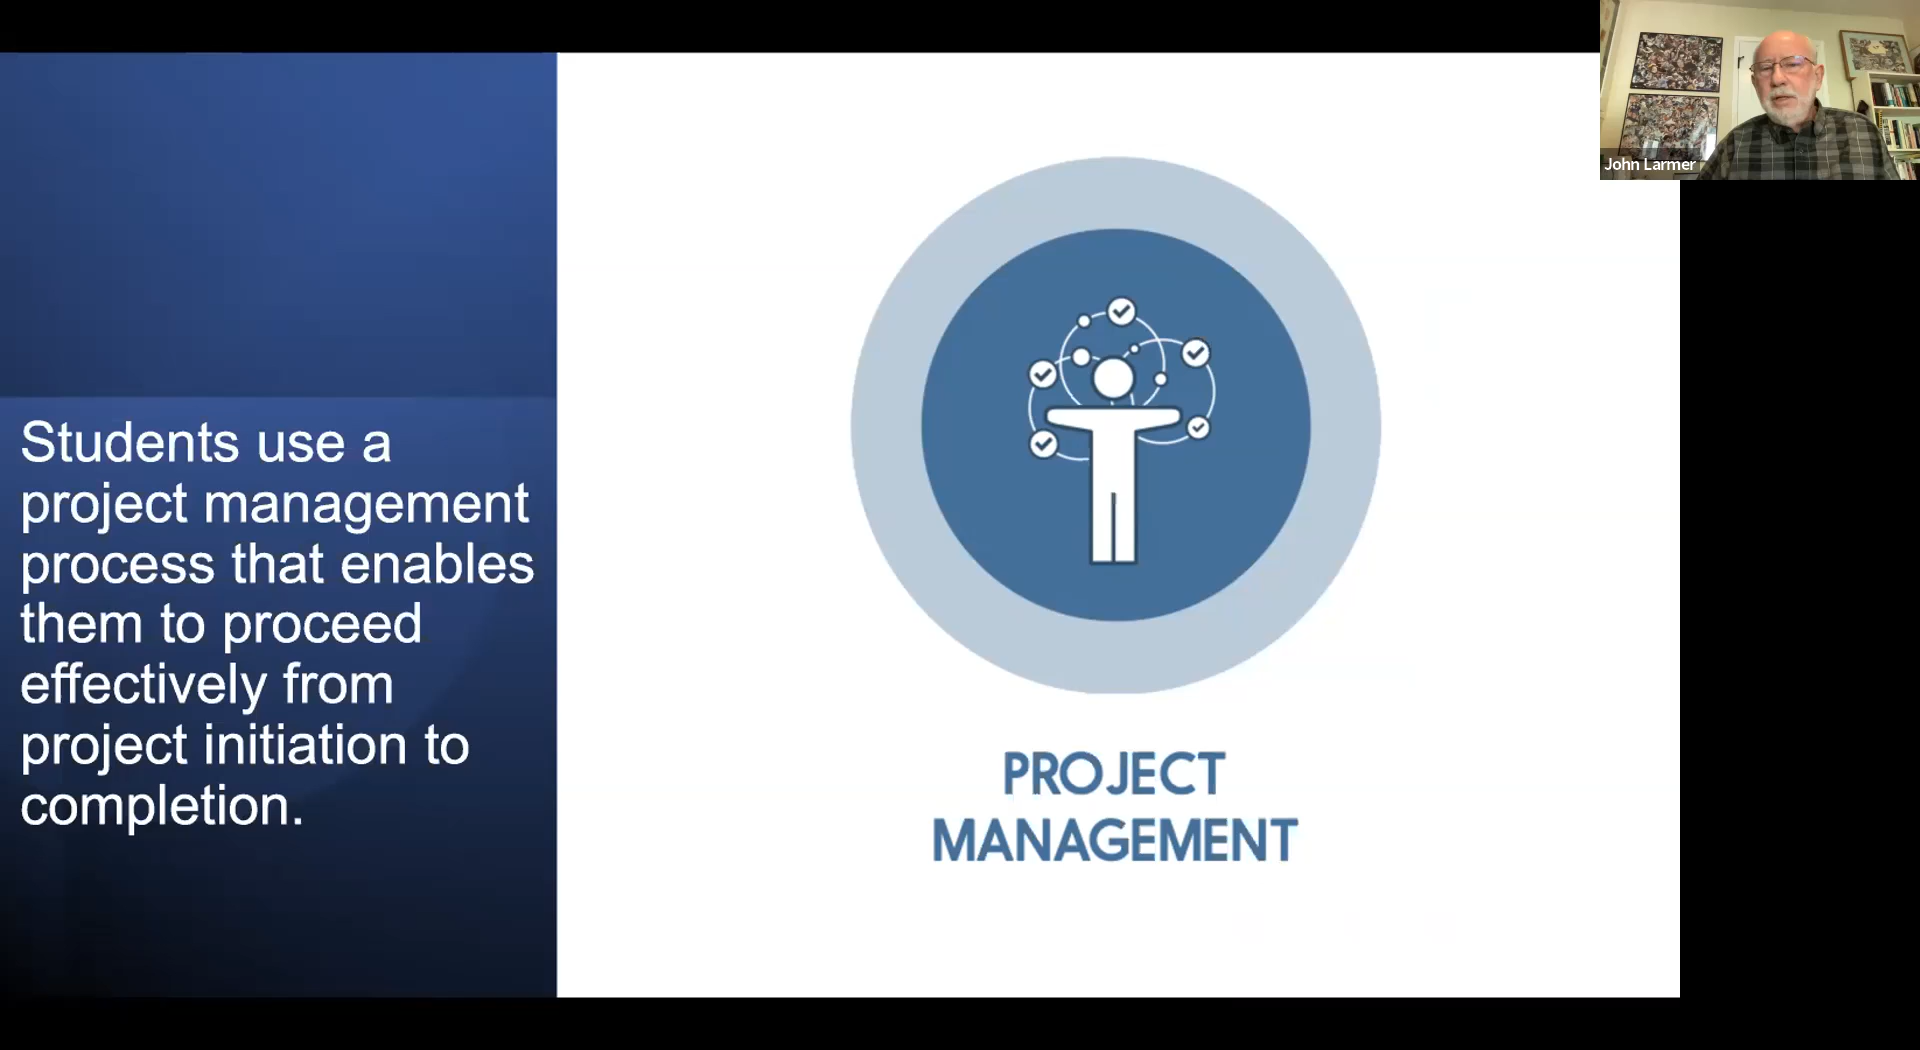 Students use a
project management
process that enables
them to proceed
effectively from
project initiation to
completion.
PROJECT
MANAGEMENT
John Larmer